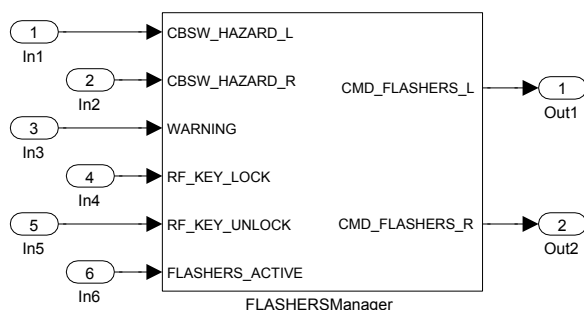 1
In1
CBSW_HAZARD_L
2
In2
CBSW_HAZARD_R
CMD_FLASHERS_L
1
Out1
3
In3
WARNING
4
In4
RF_KEY_LOCK
5
In5
RF_KEY_UNLOCK
CMD_FLASHERS_R
2
Out2
6
In6
FLASHERS_ACTIVE
FLASHERSManager